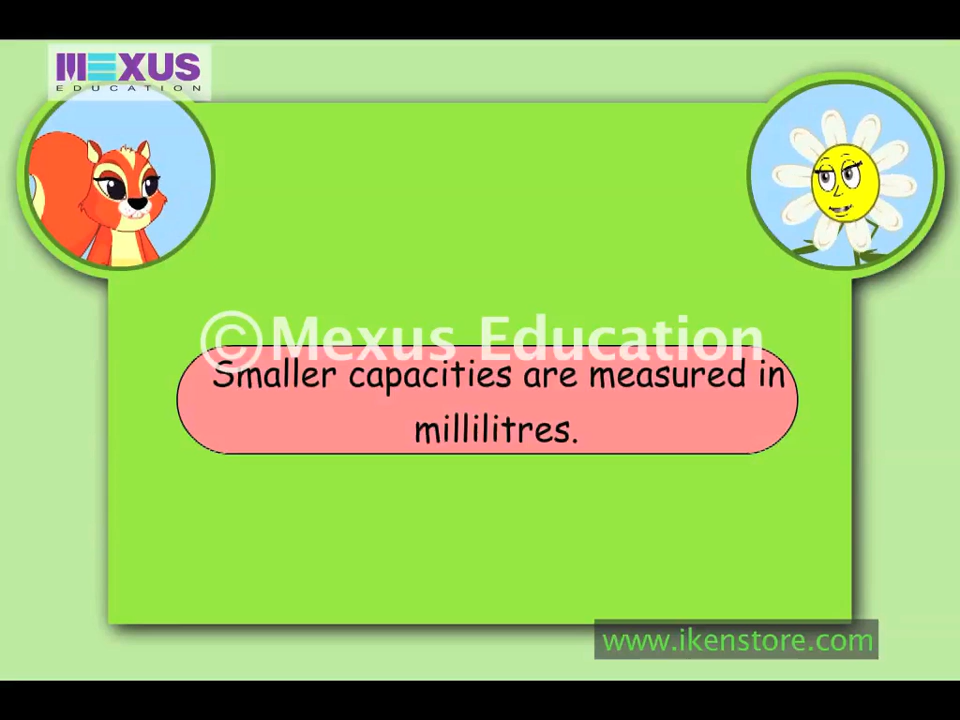 MEXUS
EDUCATION
©Mexus Education
Smaller capacities are measured in
millilitres.
www.ikenstore.com